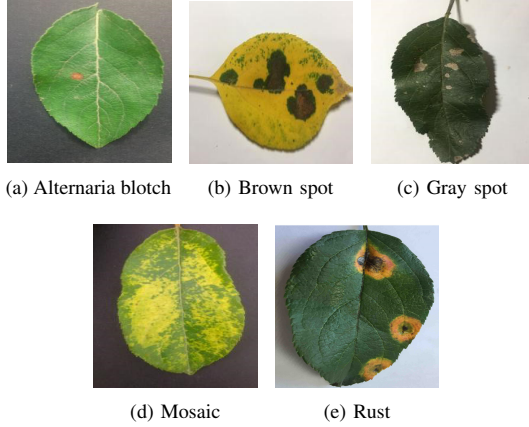 (a) Alternaria blotch
(b) Brown spot
(c) Gray spot
(d) Mosaic
(e) Rust